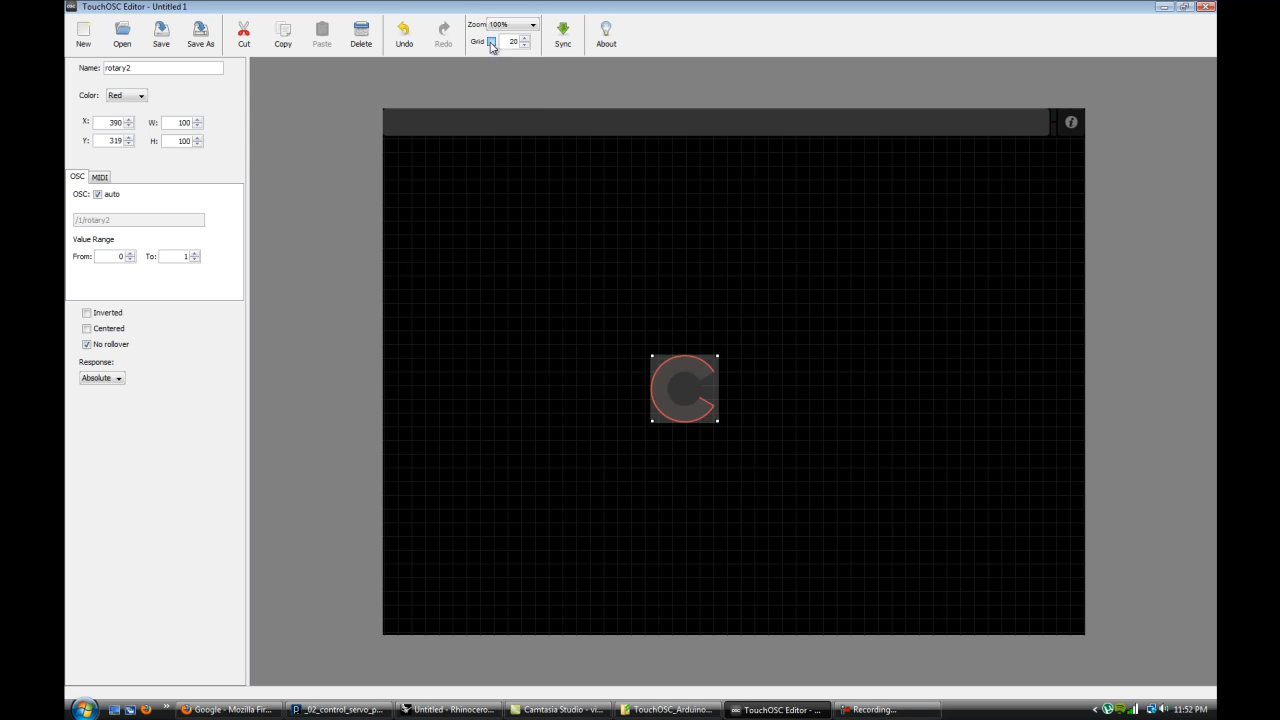 OSC TouchOSC Editor - Untitled 1
New Open Save Save As Cut Copy Paste Delete Undo Redo Zoom 100% Grid 20 Sync About
Name: rotary2
Color: Red
X: 390 W: 100
Y: 319 H: 100
OSC MIDI
OSC: auto
/1/rotary2
Value Range
From: 0 To: 1
Inverted
Centered
No rollover
Response:
Absolute
i
Google - Mozilla Fir... _02_control_servo_p... Untitled - Rhinocero... Camtasia Studio - vi... TouchOSC_Arduino... OSC TouchOSC Editor - ... Recording... 11:52 PM